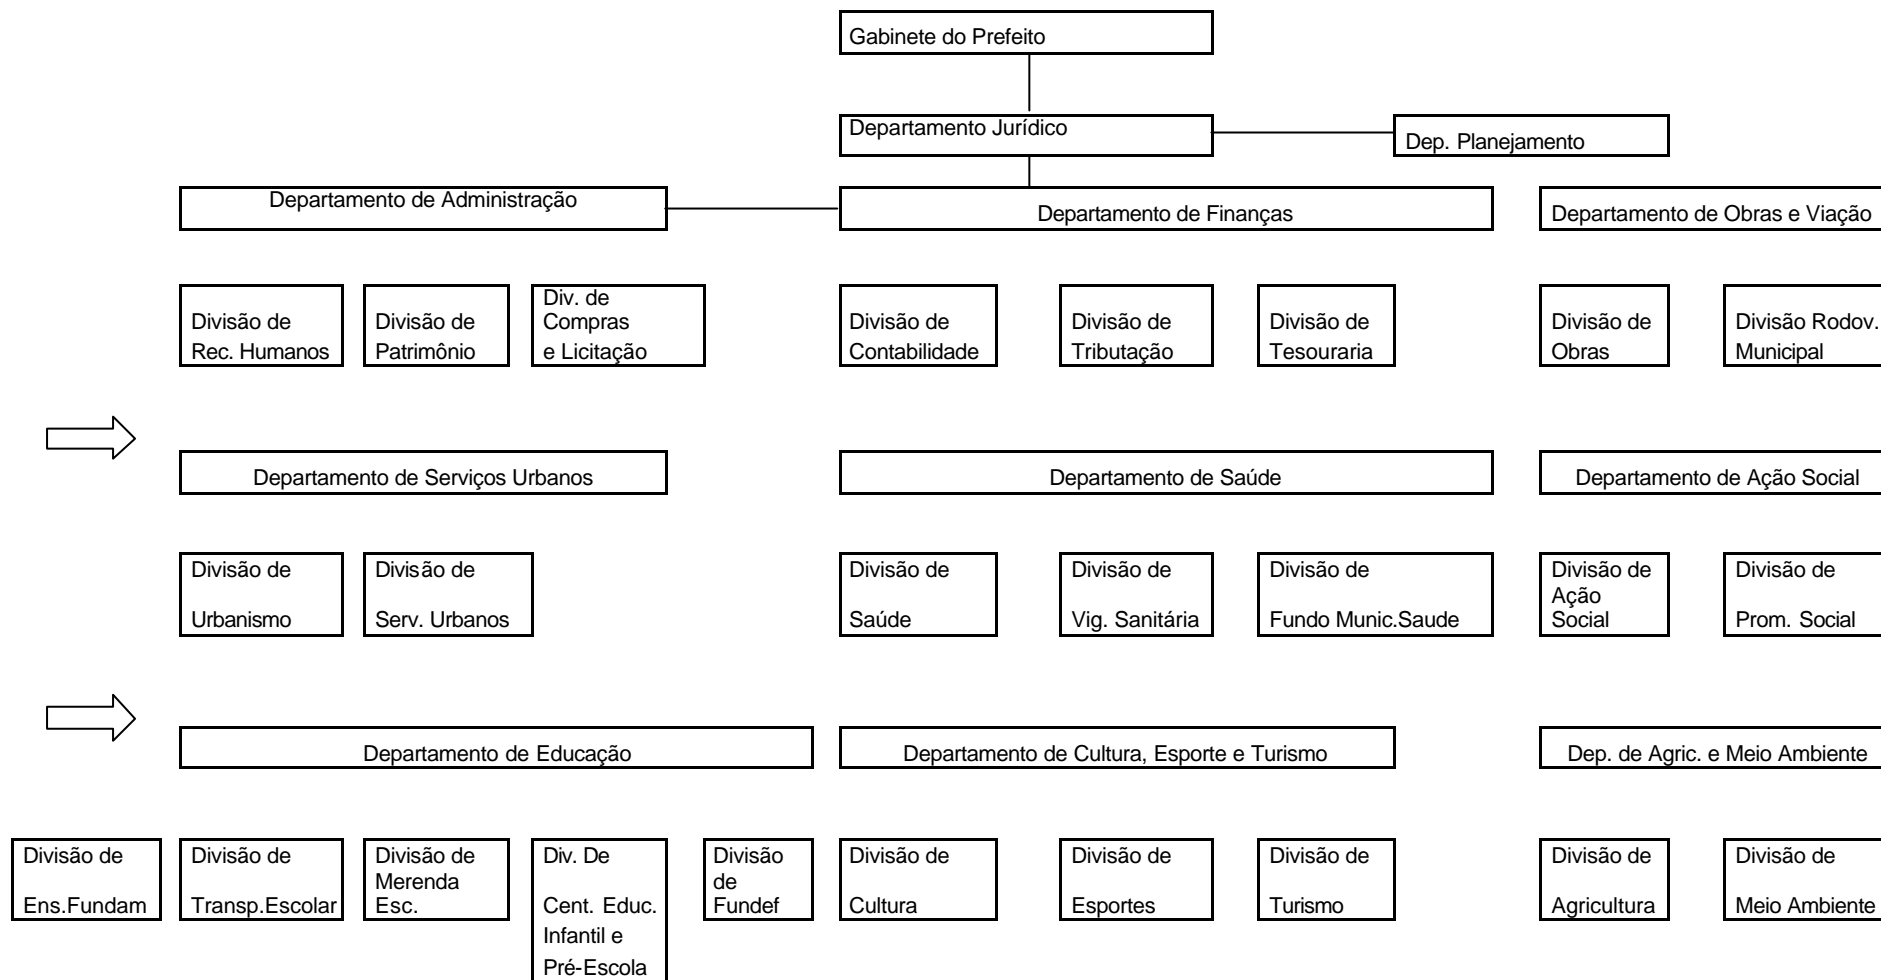 Gabinete do Prefeito
Departamento Jurídico
Dep. Planejamento
Departamento de Administração
Departamento de Finanças
Departamento de Obras e Viação
Divisão de
Rec. Humanos
Divisão de
Patrimônio
Div. de
Compras
e Licitação
Divisão de
Contabilidade
Divisão de
Tributação
Divisão de
Tesouraria
Divisão de
Obras
Divisão Rodov.
Municipal
Departamento de Serviços Urbanos
Departamento de Saúde
Departamento de Ação Social
Divisão de
Urbanismo
Divisão de
Serv. Urbanos
Divisão de
Saúde
Divisão de
Vig. Sanitária
Divisão de
Fundo Munic.Saude
Divisão de
Ação
Social
Divisão de
Prom. Social
Departamento de Educação
Departamento de Cultura, Esporte e Turismo
Dep. de Agric. e Meio Ambiente
Divisão de
Ens.Fundam
Divisão de
Transp.Escolar
Divisão de
Merenda
Esc.
Div. De
Cent. Educ.
Infantil e
Pré-Escola
Divisão
de
Fundef
Divisão de
Cultura
Divisão de
Esportes
Divisão de
Turismo
Divisão de
Agricultura
Divisão de
Meio Ambiente